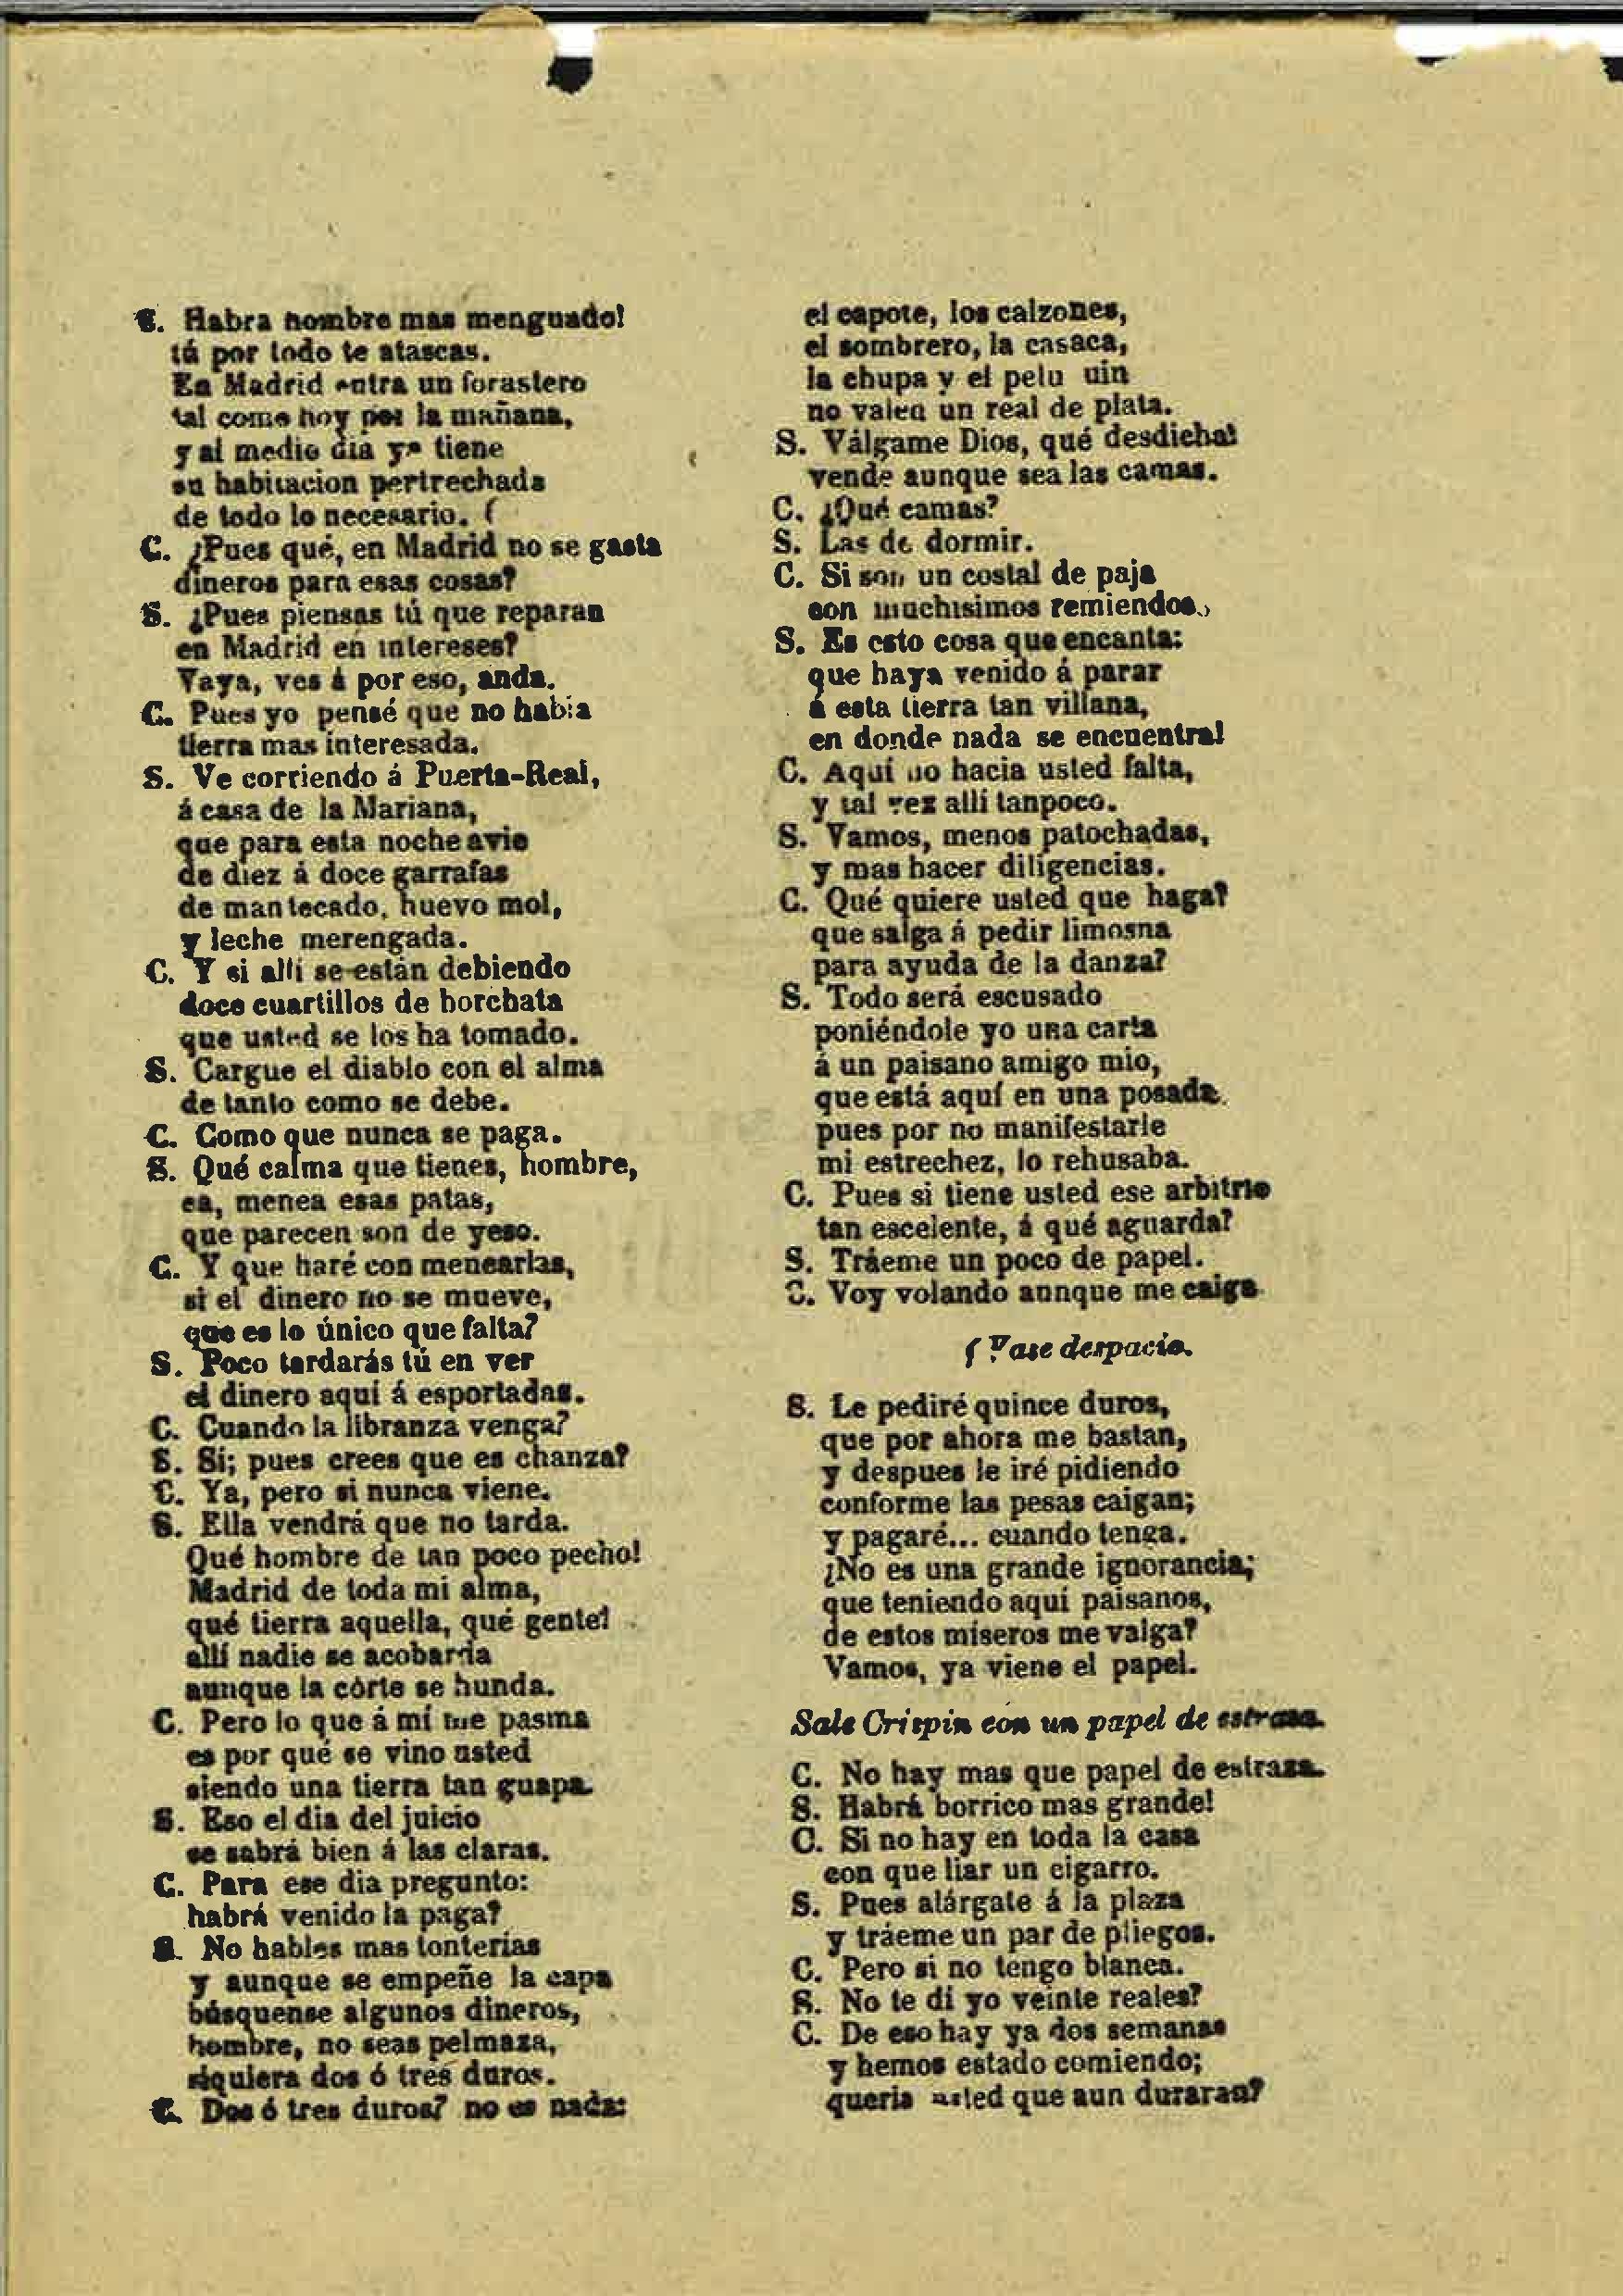 C. Habra hombre mas menguado!
tú por todo te atascas.
En Madrid entra un forastero
tal como hoy por la mañana,
y al medio dia ya tiene
su habitacion pertrechada
de todo lo necesario. (
C. ¿Pues qué, en Madrid no se gasta
dineros para esas cosas?
S. ¿Pues piensas tú que reparan
en Madrid en intereses?
Vaya, ves á por eso, anda.
C. Pues yo pensé que no habia
tierra mas interesada.
S. Ve corriendo á Puerta-Real,
á casa de la Mariana,
que para esta noche avie
de diez á doce garrafas
de mantecado, huevo mol,
y leche merengada.
C. Y si allí se están debiendo
doce cuartillos de horchata
que usted se los ha tomado.
S. Cargue el diablo con el alma
de tanto como se debe.
C. Como que nunca se paga.
S. Qué calma que tienes, hombre,
ea, menea esas patas,
que parecen son de yeso.
C. Y que haré con menearlas,
si el dinero no se mueve,
que es lo único que falta?
S. Poco tardarás tú en ver
el dinero aquí á esportadas.
C. Cuando la libranza venga?
S. Si; pues crees que es chanza?
C. Ya, pero si nunca viene.
S. Ella vendrá que no tarda.
Qué hombre de tan poco pecho!
Madrid de toda mi alma,
qué tierra aquella, qué gente!
allí nadie se acobarda
aunque la córte se hunda.
C. Pero lo que á mí me pasma
es por qué se vino usted
siendo una tierra tan guapa.
S. Eso el dia del juicio
se sabrá bien á las claras.
C. Para ese dia pregunto:
habrá venido la paga?
S. No hables mas tonterías
y aunque se empeñe la capa
búsquense algunos dineros,
hombre, no seas pelmaza,
siquiera dos ó tres duros.
C. Dos ó tres duros? no es nada:
el capote, los calzones,
el sombrero, la casaca,
la chupa y el pelu uin
no valen un real de plata.
S. Válgame Dios, qué desdicha!
vende aunque sea las camas.
C. ¿Qué camas?
S. Las de dormir.
C. Si son un costal de paja
con muchisimos remiendos.
S. Es esto cosa que encanta:
que haya venido á parar
á esta tierra tan villana,
en donde nada se encuentra!
C. Aquí no hacia usted falta,
y tal vez allí tanpoco.
S. Vamos, menos patochadas,
y mas hacer diligencias.
C. Qué quiere usted que haga?
que salga á pedir limosna
para ayuda de la danza?
S. Todo será escusado
poniéndole yo una carta
á un paisano amigo mio,
que está aquí en una posada
pues por no manifestarle
mi estrechez, lo rehusaba.
C. Pues si tiene usted ese arbitrio
tan escelente, á qué aguarda?
S. Tráeme un poco de papel.
C. Voy volando aunque me caiga
( Vase despacio.
S. Le pediré quince duros,
que por ahora me bastan,
y despues le iré pidiendo
conforme las pesas caigan;
y pagaré... cuando tenga.
¿No es una grande ignorancia;
que teniendo aquí paisanos,
de estos miseros me valga?
Vamos, ya viene el papel.
Sale Crispin con un papel de estrasa.
C. No hay mas que papel de estraza.
S. Habrá borrico mas grande!
C. Si no hay en toda la casa
con que liar un cigarro.
S. Pues alárgate á la plaza
y tráeme un par de pliegos.
C. Pero si no tengo blanca.
S. No te di yo veinte reales?
C. De eso hay ya dos semanas
y hemos estado comiendo;
queria usted que aun duraran?